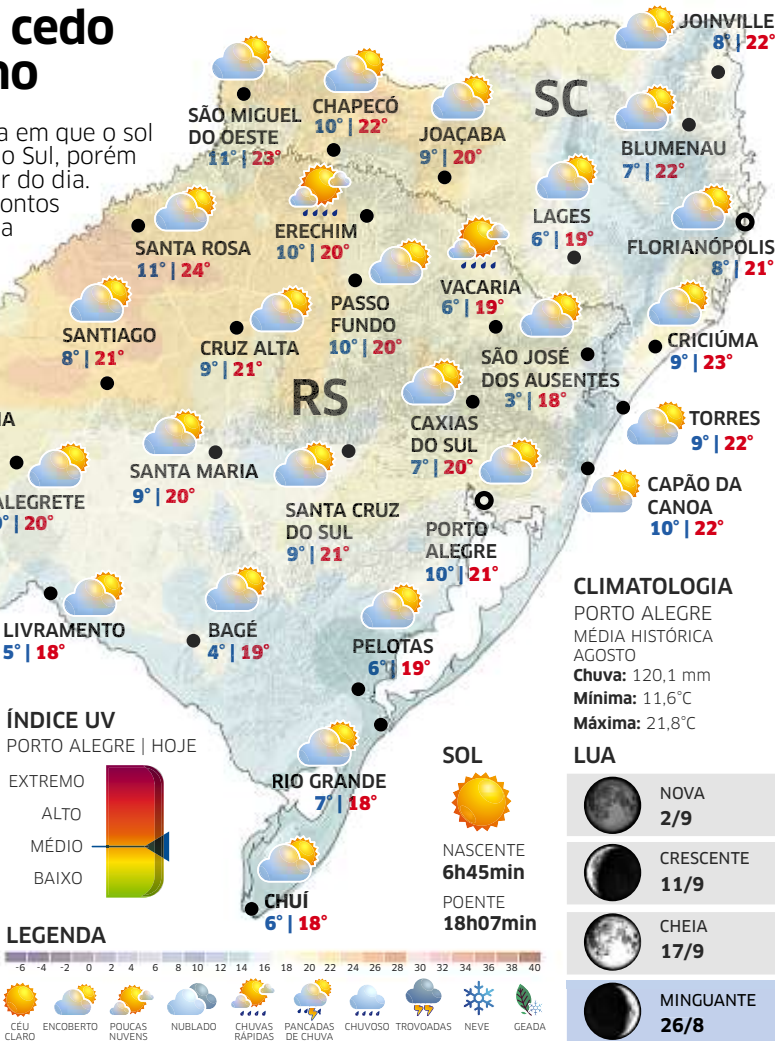 cedo
a em que o sol
o Sul, porém
r do dia.
ontos
a
SC
RS
JOINVILLE
8° | 22°
SÃO MIGUEL
DO OESTE
11° | 23°
CHAPECÓ
10° | 22°
JOAÇABA
9° | 20°
BLUMENAU
7° | 22°
LAGES
6° | 19°
FLORIANÓPOLIS
8° | 21°
SANTA ROSA
11° | 24°
ERECHIM
10° | 20°
VACARIA
6° | 19°
PASSO
FUNDO
10° | 20°
SANTIAGO
8° | 21°
CRUZ ALTA
9° | 21°
SÃO JOSÉ
DOS AUSENTES
3° | 18°
CRICIÚMA
9° | 23°
CAXIAS
DO SUL
7° | 20°
TORRES
9° | 22°
ALEGRETE
° | 20°
SANTA MARIA
9° | 20°
SANTA CRUZ
DO SUL
9° | 21°
PORTO
ALEGRE
10° | 21°
CAPÃO DA
CANOA
10° | 22°
LIVRAMENTO
5° | 18°
BAGÉ
4° | 19°
PELOTAS
6° | 19°
RIO GRANDE
7° | 18°
CHUÍ
6° | 18°
CLIMATOLOGIA
PORTO ALEGRE
MÉDIA HISTÓRICA
AGOSTO
Chuva: 120,1 mm
Mínima: 11,6°C
Máxima: 21,8°C
ÍNDICE UV
PORTO ALEGRE | HOJE
EXTREMO
ALTO
MÉDIO
BAIXO
SOL
NASCENTE
6h45min
POENTE
18h07min
LUA
NOVA
2/9
CRESCENTE
11/9
CHEIA
17/9
MINGUANTE
26/8
LEGENDA
-6 -4 -2 0 2 4 6 8 10 12 14 16 18 20 22 24 26 28 30 32 34 36 38 40
CÉU
CLARO
ENCOBERTO
POUCAS
NUVENS
NUBLADO
CHUVAS
RÁPIDAS
PANCADAS
DE CHUVA
CHUVOSO
TROVOADAS
NEVE
GEADA